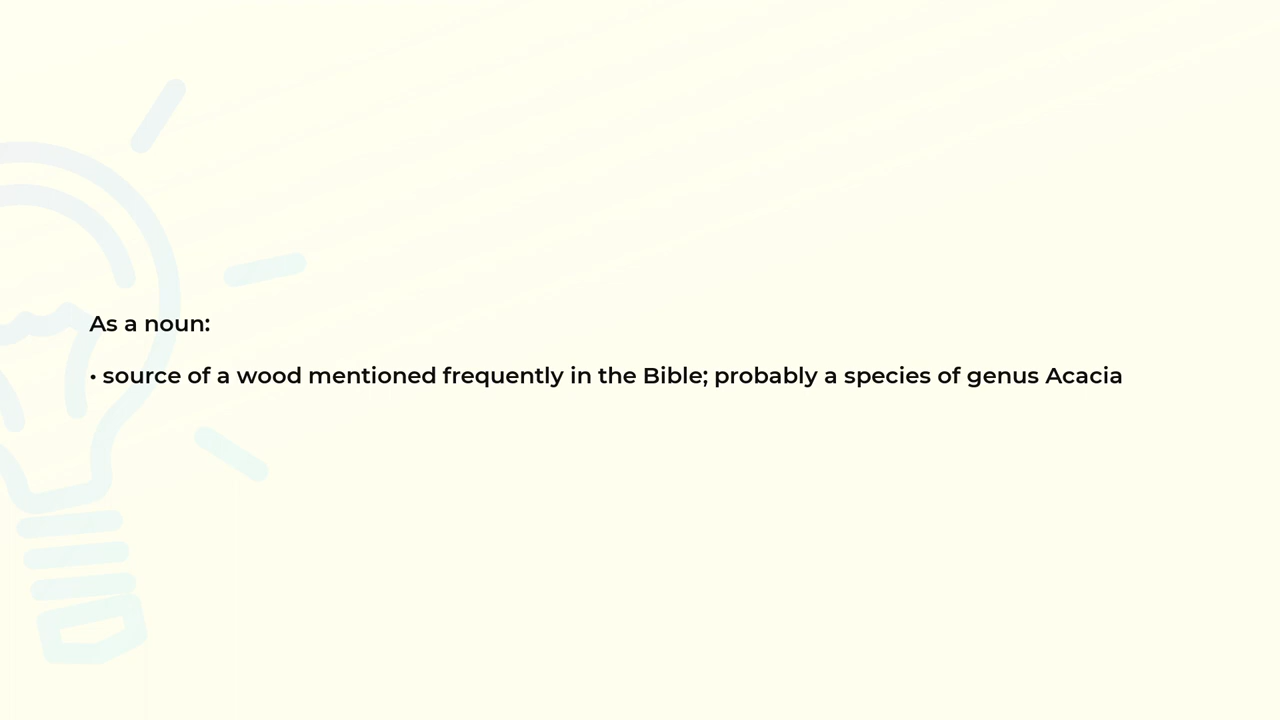 As a noun:
• source of a wood mentioned frequently in the Bible; probably a species of genus Acacia